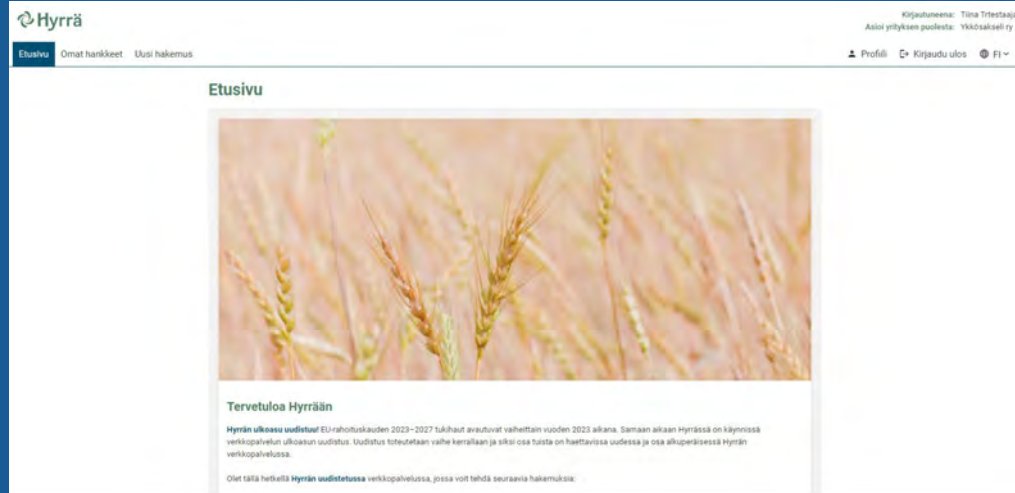 Hyrrä
Kirjautuneena: Tiina Trtestaaja
Asioi yrityksen puolesta: Ykkösakseli ry
Etusivu Omat hankkeet Uusi hakemus
Profiili Kirjaudu ulos FI
Etusivu
Tervetuloa Hyrrään
Hyrrän ulkoasu uudistuu! EU-rahoituskauden 2023–2027 tukihaut avautuvat vaiheittain vuoden 2023 aikana. Samaan aikaan Hyrrässä on käynnissä
verkkopalvelun ulkoasun uudistus. Uudistus toteutetaan vaihe kerrallaan ja siksi osa tuista on haettavissa uudessa ja osa alkuperäisessä Hyrrän
verkkopalvelussa.
Olet tällä hetkellä Hyrrän uudistetussa verkkopalvelussa, jossa voit tehdä seuraavia hakemuksia: